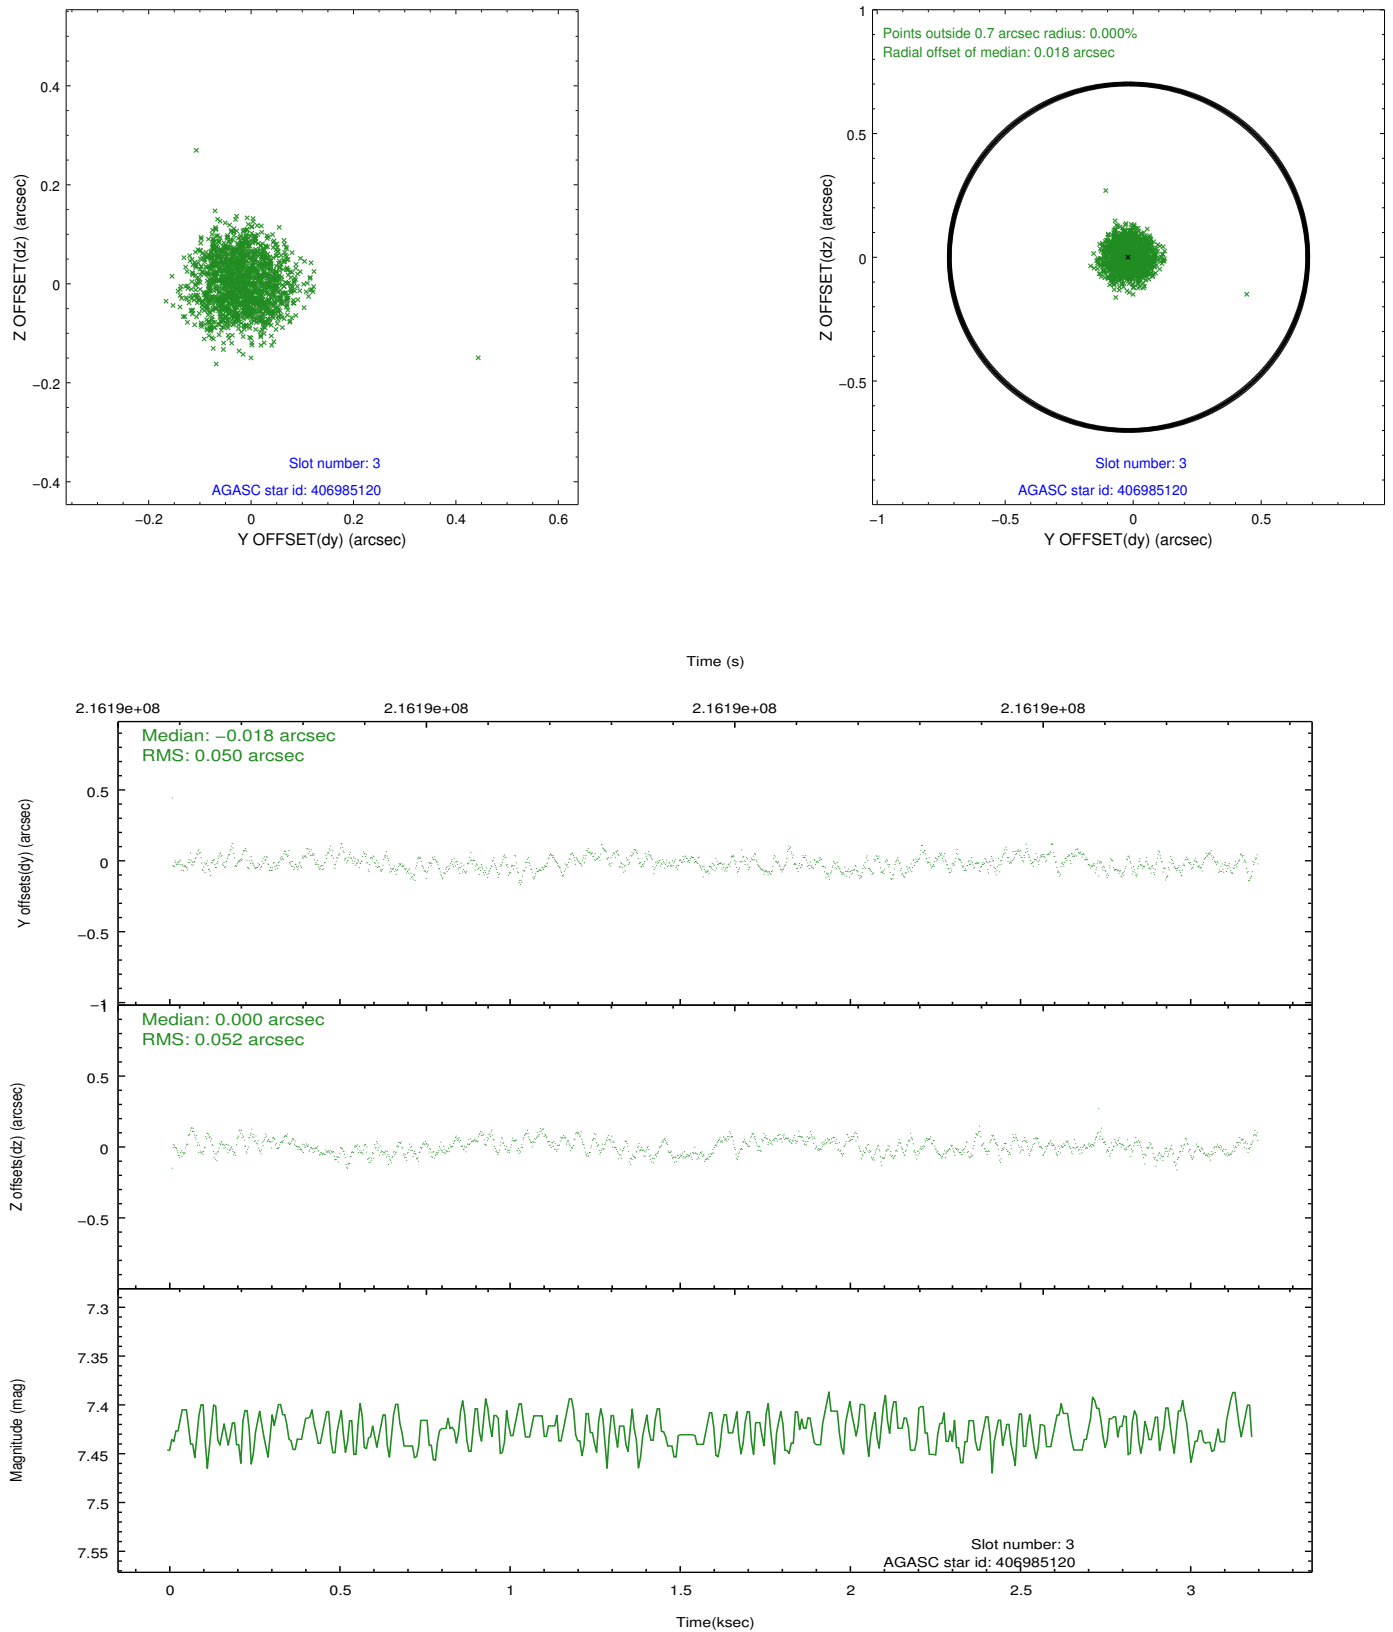 0.4
0.2
0
−0.2
−0.4
Z OFFSET(dz) (arcsec)
Slot number: 3
AGASC star id: 406985120
−0.2 0 0.2 0.4 0.6
Y OFFSET(dy) (arcsec)
1
0.5
0
−0.5
Z OFFSET(dz) (arcsec)
Points outside 0.7 arcsec radius: 0.000%
Radial offset of median: 0.018 arcsec
Slot number: 3
AGASC star id: 406985120
−1 −0.5 0 0.5
Y OFFSET(dy) (arcsec)
Time (s)
2.1619e+08 2.1619e+08 2.1619e+08 2.1619e+08
Median: −0.018 arcsec
RMS: 0.050 arcsec
0.5
0
−0.5
−1
Y offsets(dy) (arcsec)
Median: 0.000 arcsec
RMS: 0.052 arcsec
0.5
0
−0.5
Z offsets(dz) (arcsec)
7.3
7.35
7.4
7.45
7.5
7.55
Magnitude (mag)
Slot number: 3
AGASC star id: 406985120
0 0.5 1 1.5 2 2.5 3
Time(ksec)